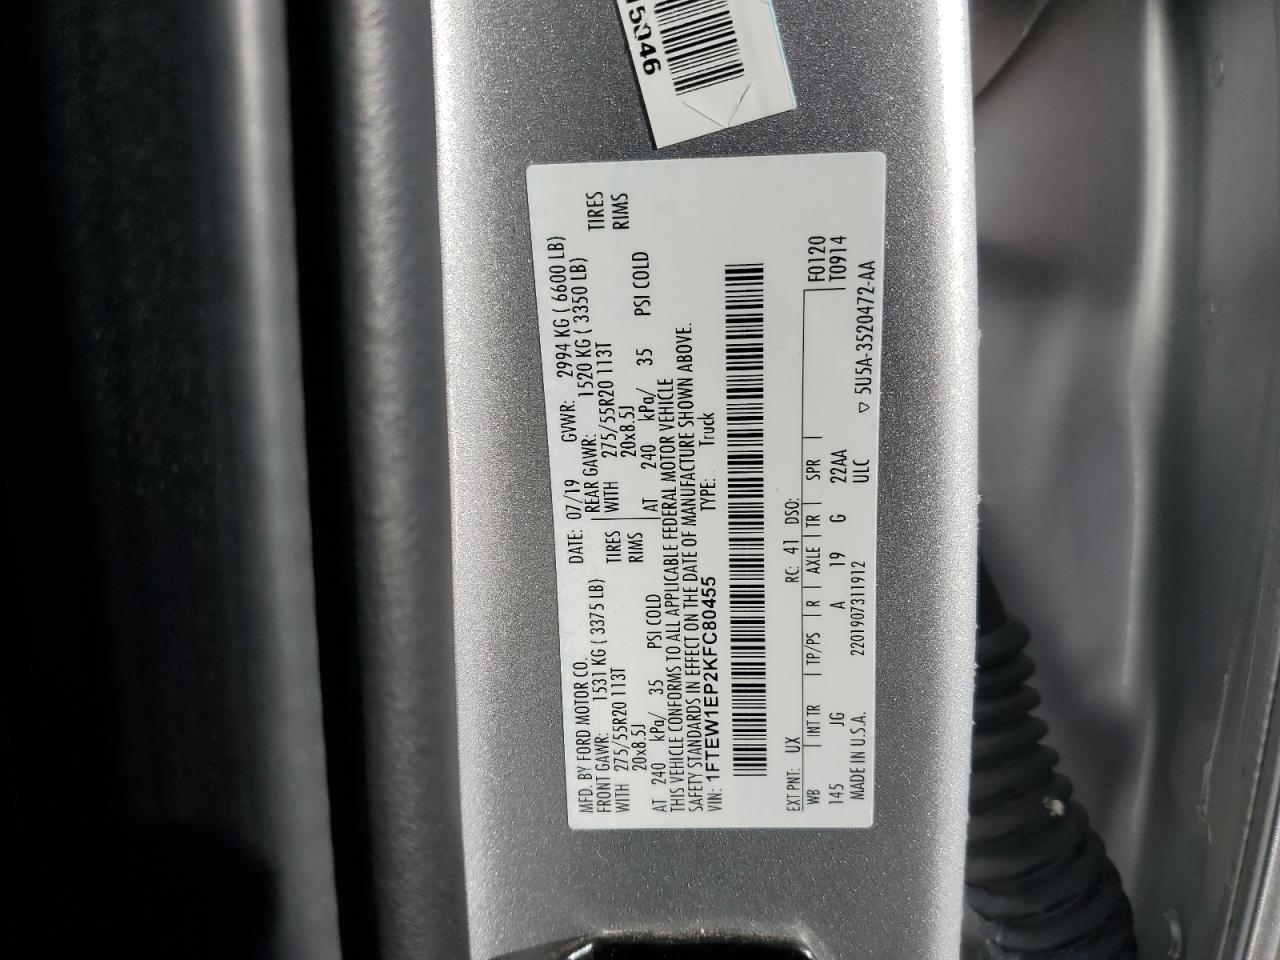 15046
MFD. BY FORD MOTOR CO. DATE: 07/19 GVWR: 2994 KG ( 6600 LB)
FRONT GAWR: 1531 KG ( 3375 LB) REAR GAWR: 1520 KG ( 3350 LB)
WITH 275/55R20 113T TIRES WITH 275/55R20 113T TIRES
20x8.5J RIMS 20x8.5J RIMS
AT 240 kPa/ 35 PSI COLD AT 240 kPa/ 35 PSI COLD
THIS VEHICLE CONFORMS TO ALL APPLICABLE FEDERAL MOTOR VEHICLE
SAFETY STANDARDS IN EFFECT ON THE DATE OF MANUFACTURE SHOWN ABOVE.
VIN: 1FTEW1EP2KFC80455 TYPE: Truck
EXT PNT: UX RC: 41 DSO:
WB INT TR TP/PS R AXLE TR SPR F0120
145 JG A 19 G 22AA T0914
MADE IN U.S.A. 2201907311912 ULC ▽ 5U5A-3520472-AA